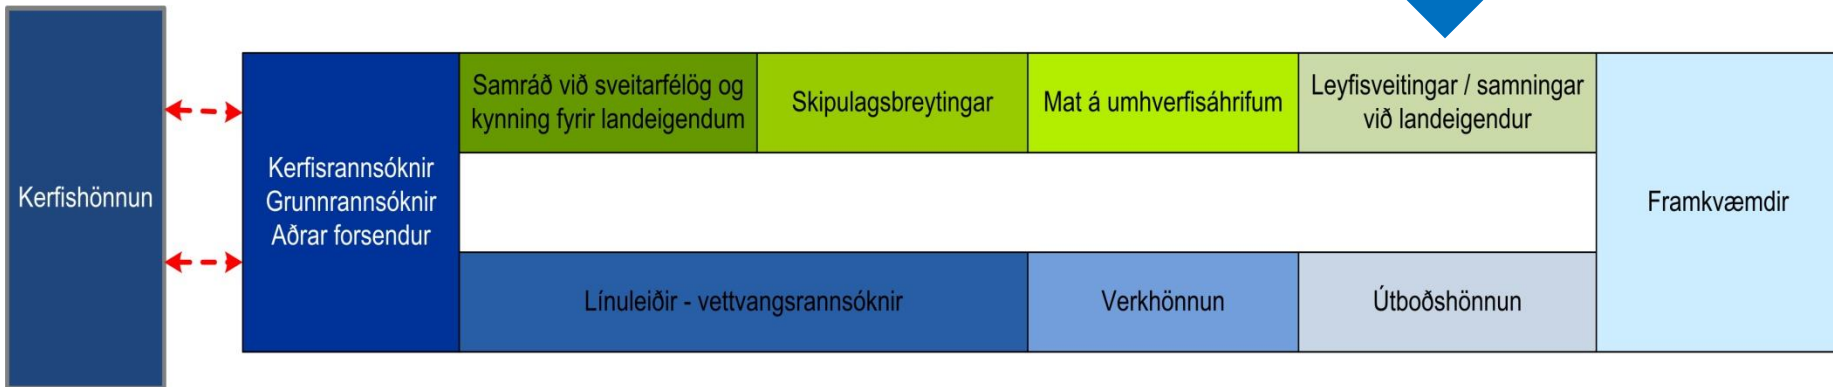 Kerfishönnun
Kerfisrannsóknir
Grunnrannsóknir
Aðrar forsendur
Samráð við sveitarfélög og
kynning fyrir landeigendum
Skipulagsbreytingar
Mat á umhverfisáhrifum
Leyfisveitingar / samningar
við landeigendur
Línuleiðir - vettvangsrannsóknir
Verkhönnun
Útboðshönnun
Framkvæmdir